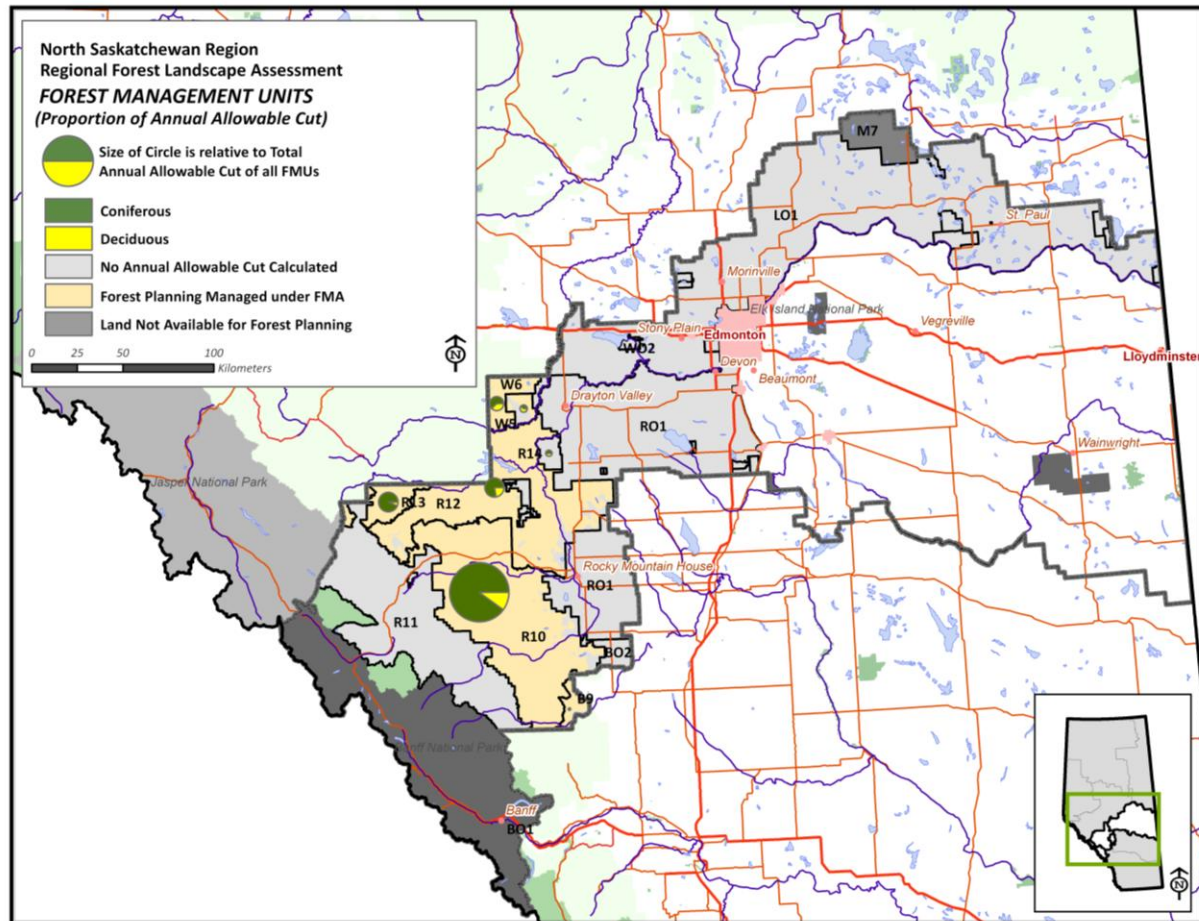 North Saskatchewan Region
Regional Forest Landscape Assessment
FOREST MANAGEMENT UNITS
(Proportion of Annual Allowable Cut)
Size of Circle is relative to Total
Annual Allowable Cut of all FMUs
Coniferous
Deciduous
No Annual Allowable Cut Calculated
Forest Planning Managed under FMA
Land Not Available for Forest Planning
0 25 50 100
Kilometers
N
M7
LO1
St. Paul
Morinville
Elk Island National Park
Stony Plain
Vegreville
Edmonton
WO2
Lloydminster
Devon
Beaumont
W6
Drayton Valley
W5
RO1
Wainwright
R14
Jasper National Park
R13
R12
Rocky Mountain House
RO1
R11
R10
BO2
B9
Banff National Park
Banff
BO1
N